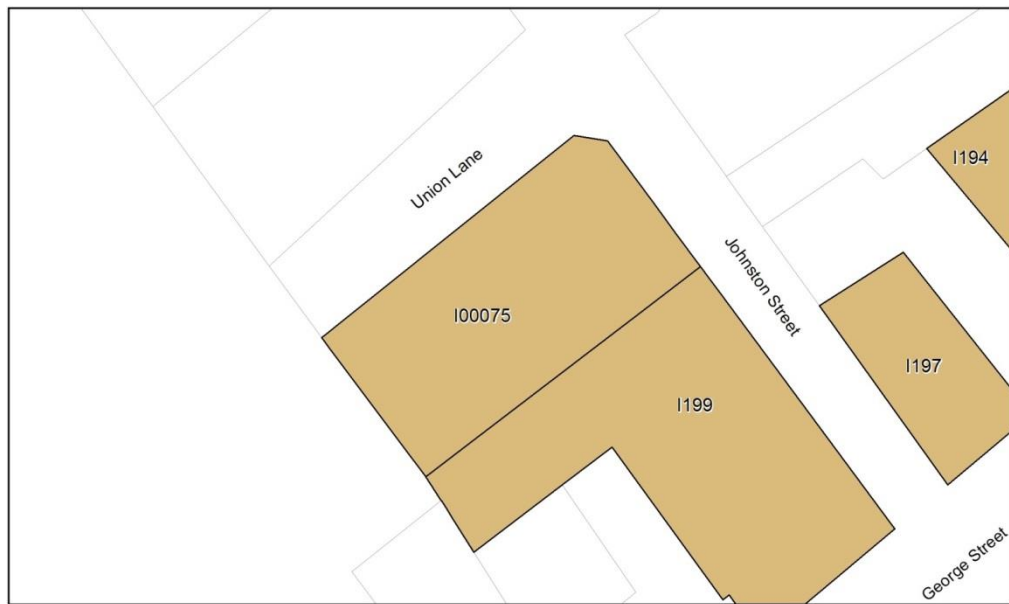 Union Lane
I194
Johnston Street
I00075
I197
I199
George Street